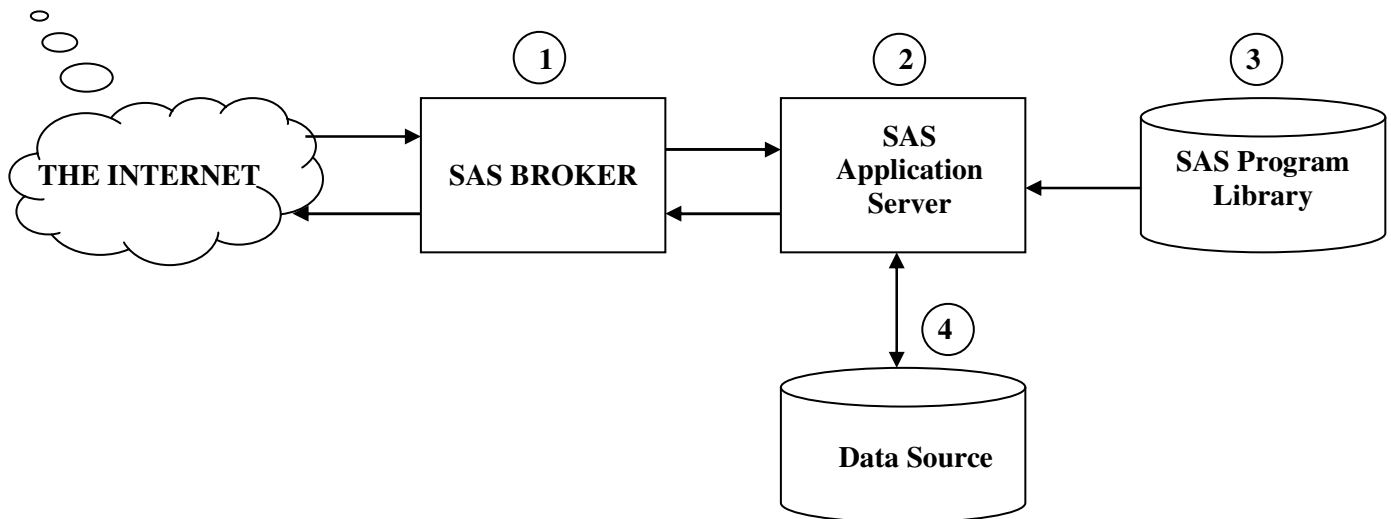 1
2
3
THE INTERNET
SAS BROKER
SAS
Application
Server
SAS Program
Library
4
Data Source